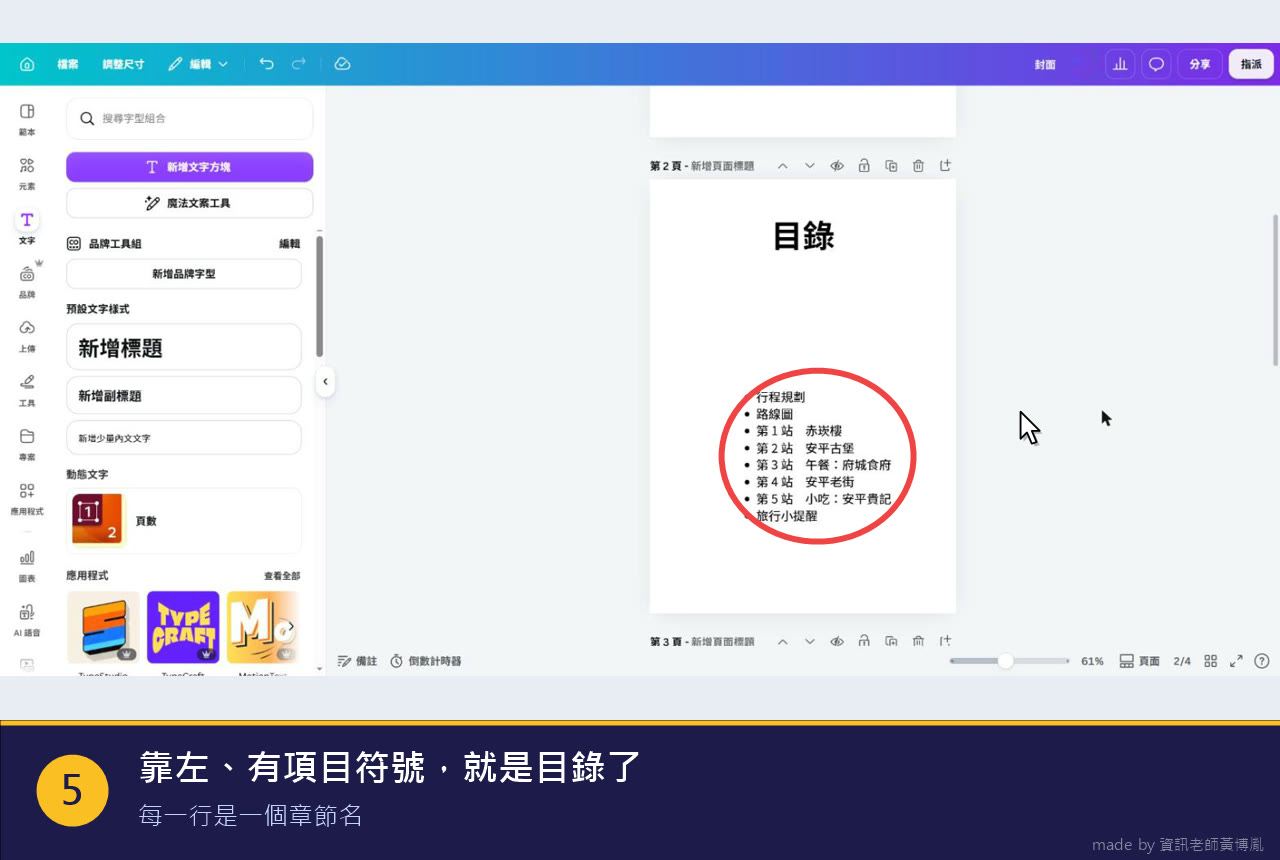 檔案
調整尺寸
編輯
封面
分享
指派
範本
元素
文字
品牌
上傳
工具
專案
應用程式
圖表
AI 語音
搜尋字型組合
新增文字方塊
魔法文案工具
品牌工具組
編輯
新增品牌字型
預設文字樣式
新增標題
新增副標題
新增少量內文文字
動態文字
1
2
頁數
應用程式
查看全部
TYPE CRAFT
Mo
TypeStudio
TypeCraft
MotionText
第 2 頁 - 新增頁面標題
目錄
• 行程規劃
• 路線圖
• 第 1 站 赤崁樓
• 第 2 站 安平古堡
• 第 3 站 午餐：府城食府
• 第 4 站 安平老街
• 第 5 站 小吃：安平貴記
• 旅行小提醒
第 3 頁 - 新增頁面標題
備註
倒數計時器
61%
頁面
2/4
5
靠左、有項目符號，就是目錄了
每一行是一個章節名
made by 資訊老師黃博胤